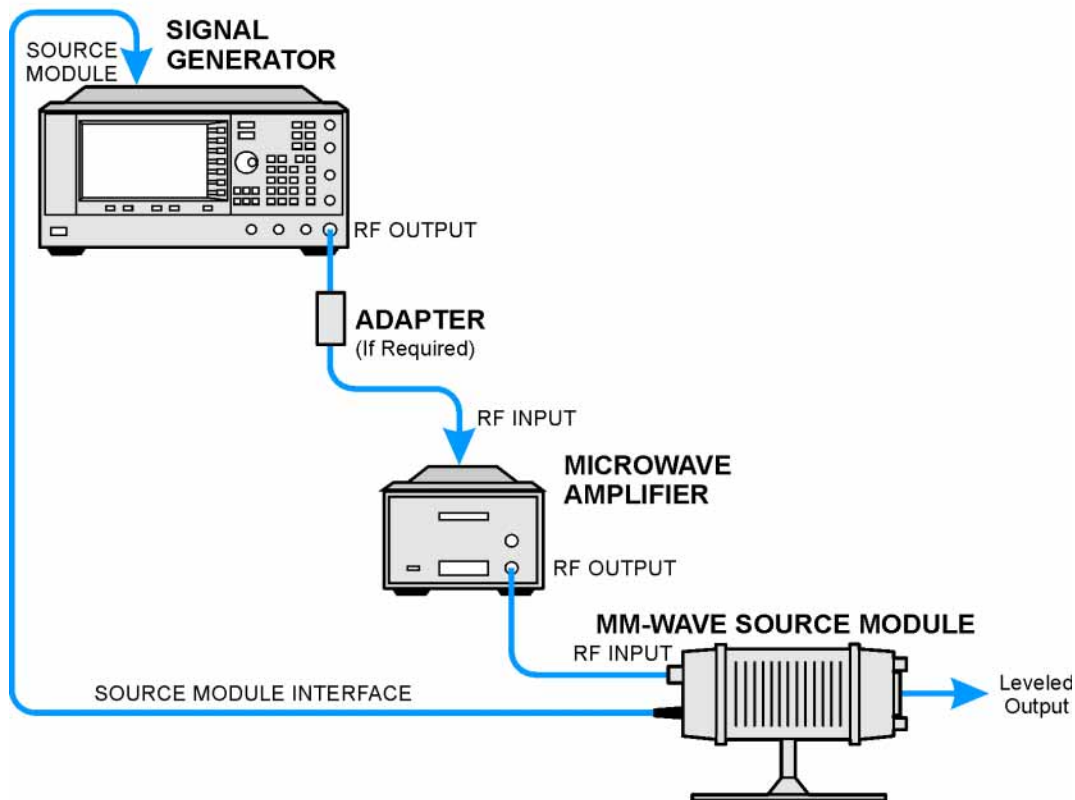 SIGNAL
GENERATOR
SOURCE
MODULE
RF OUTPUT
ADAPTER
(If Required)
RF INPUT
MICROWAVE
AMPLIFIER
RF OUTPUT
MM-WAVE SOURCE MODULE
RF INPUT
SOURCE MODULE INTERFACE
Leveled
Output